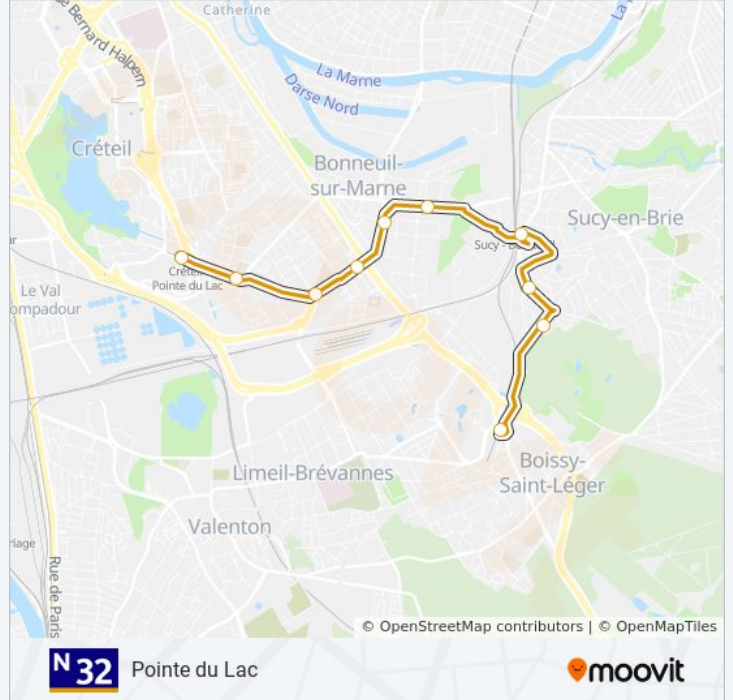 Catherine
de Bernard Halpern
La Marne
Darse Nord
Créteil
Bonneuil-
sur-Marne
Sucy-en-Brie
Sucy -
Créteil
Pointe du Lac
Le Val
ompadour
Boissy-
Saint-Léger
Limeil-Brévannes
Valenton
Rue de Paris
© OpenStreetMap contributors | © OpenMapTiles
N 32
Pointe du Lac
moovit